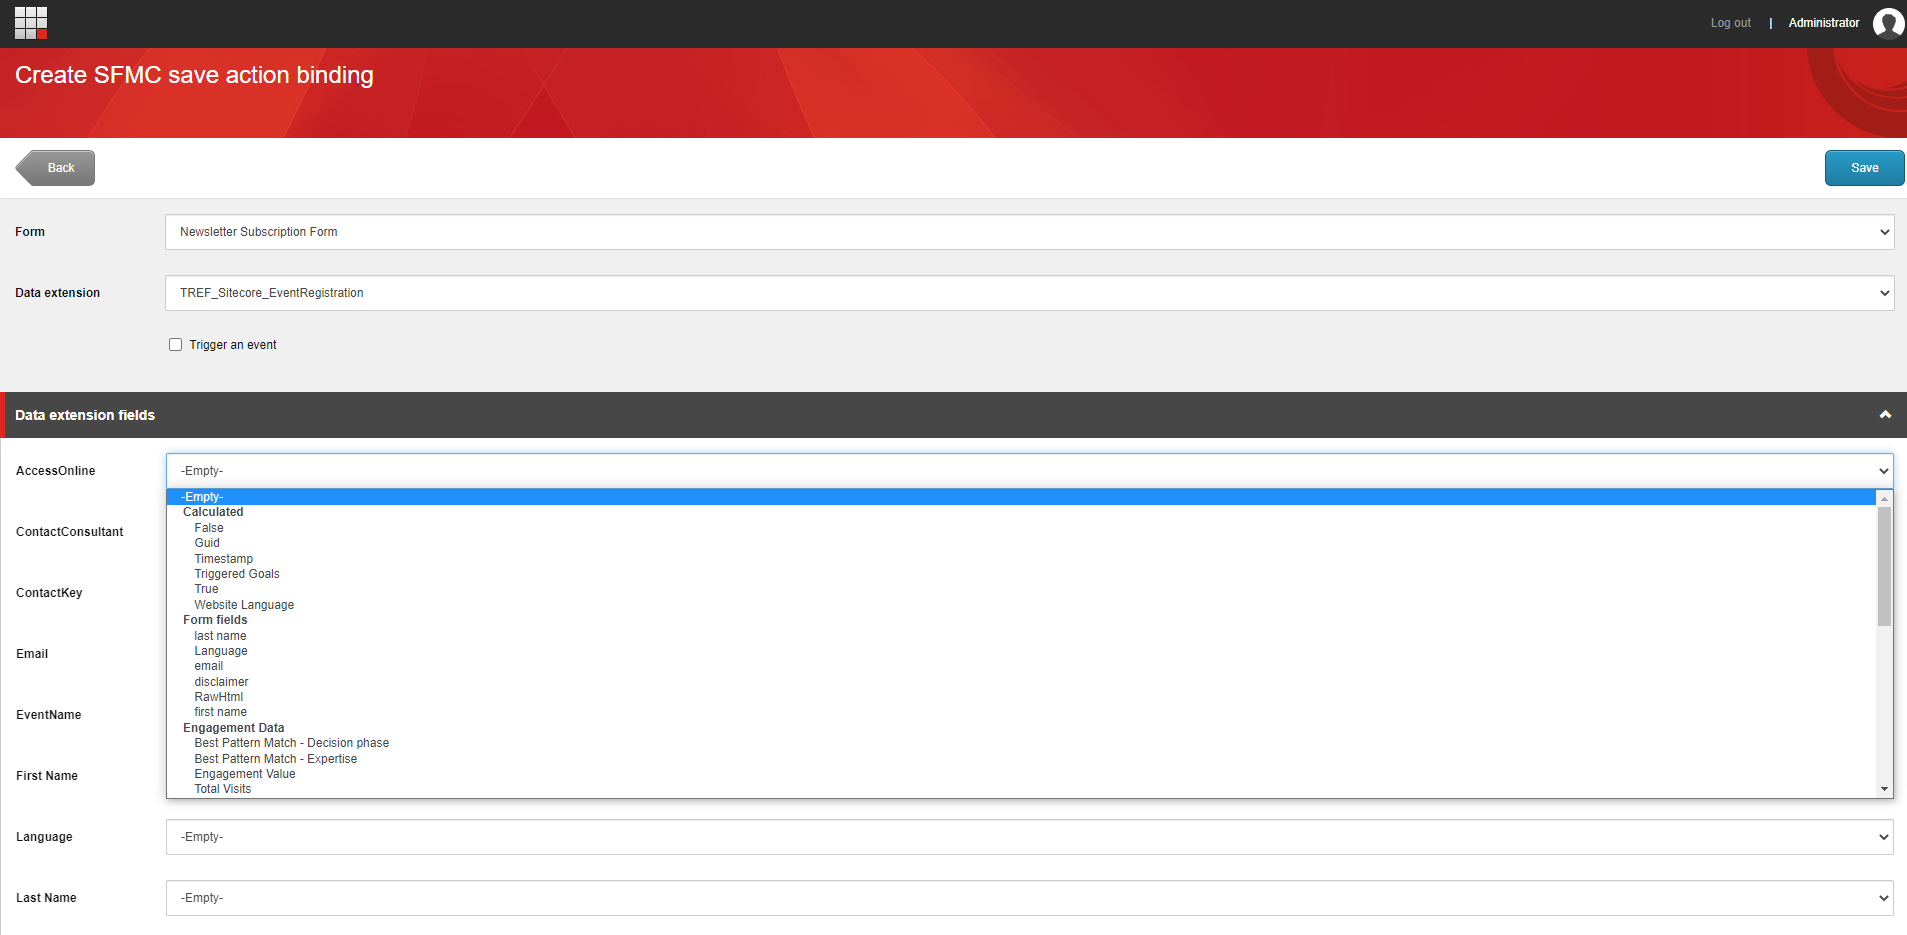 Log out | Administrator
Create SFMC save action binding
Back
Save
Form
Newsletter Subscription Form
Data extension
TREF_Sitecore_EventRegistration
Trigger an event
Data extension fields
AccessOnline
-Empty-
-Empty-
Calculated
False
Guid
Timestamp
Triggered Goals
True
Website Language
Form fields
last name
Language
email
disclaimer
RawHtml
first name
Engagement Data
Best Pattern Match - Decision phase
Best Pattern Match - Expertise
Engagement Value
Total Visits
ContactConsultant
ContactKey
Email
EventName
First Name
Language
-Empty-
Last Name
-Empty-